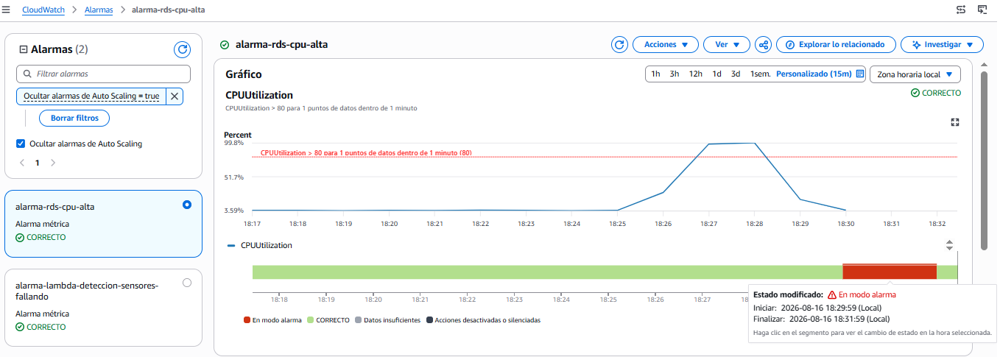 CloudWatch > Alarmas > alarma-rds-cpu-alta
Alarmas (2)
Filtrar alarmas
Ocultar alarmas de Auto Scaling = true
Borrar filtros
Ocultar alarmas de Auto Scaling
1
alarma-rds-cpu-alta
Alarma métrica
CORRECTO
alarma-lambda-deteccion-sensores-
fallando
Alarma métrica
CORRECTO
alarma-rds-cpu-alta
Acciones
Ver
Explorar lo relacionado
Investigar
Gráfico
1h 3h 12h 1d 3d 1sem. Personalizado (15m)
Zona horaria local
CPUUtilization
CORRECTO
CPUUtilization > 80 para 1 puntos de datos dentro de 1 minuto
Percent
99.8%
CPUUtilization > 80 para 1 puntos de datos dentro de 1 minuto (80)
51.7%
3.59%
18:17 18:18 18:19 18:20 18:21 18:22 18:23 18:24 18:25 18:26 18:27 18:28 18:29 18:30 18:31 18:32
CPUUtilization
18:18 18:19 18:20 18:21 18:22 18:23 18:24 18:25 18:26 18:27
En modo alarma CORRECTO Datos insuficientes Acciones desactivadas o silenciadas
Estado modificado: En modo alarma
Iniciar: 2026-08-16 18:29:59 (Local)
Finalizar: 2026-08-16 18:31:59 (Local)
Haga clic en el segmento para ver el cambio de estado en la hora seleccionada.